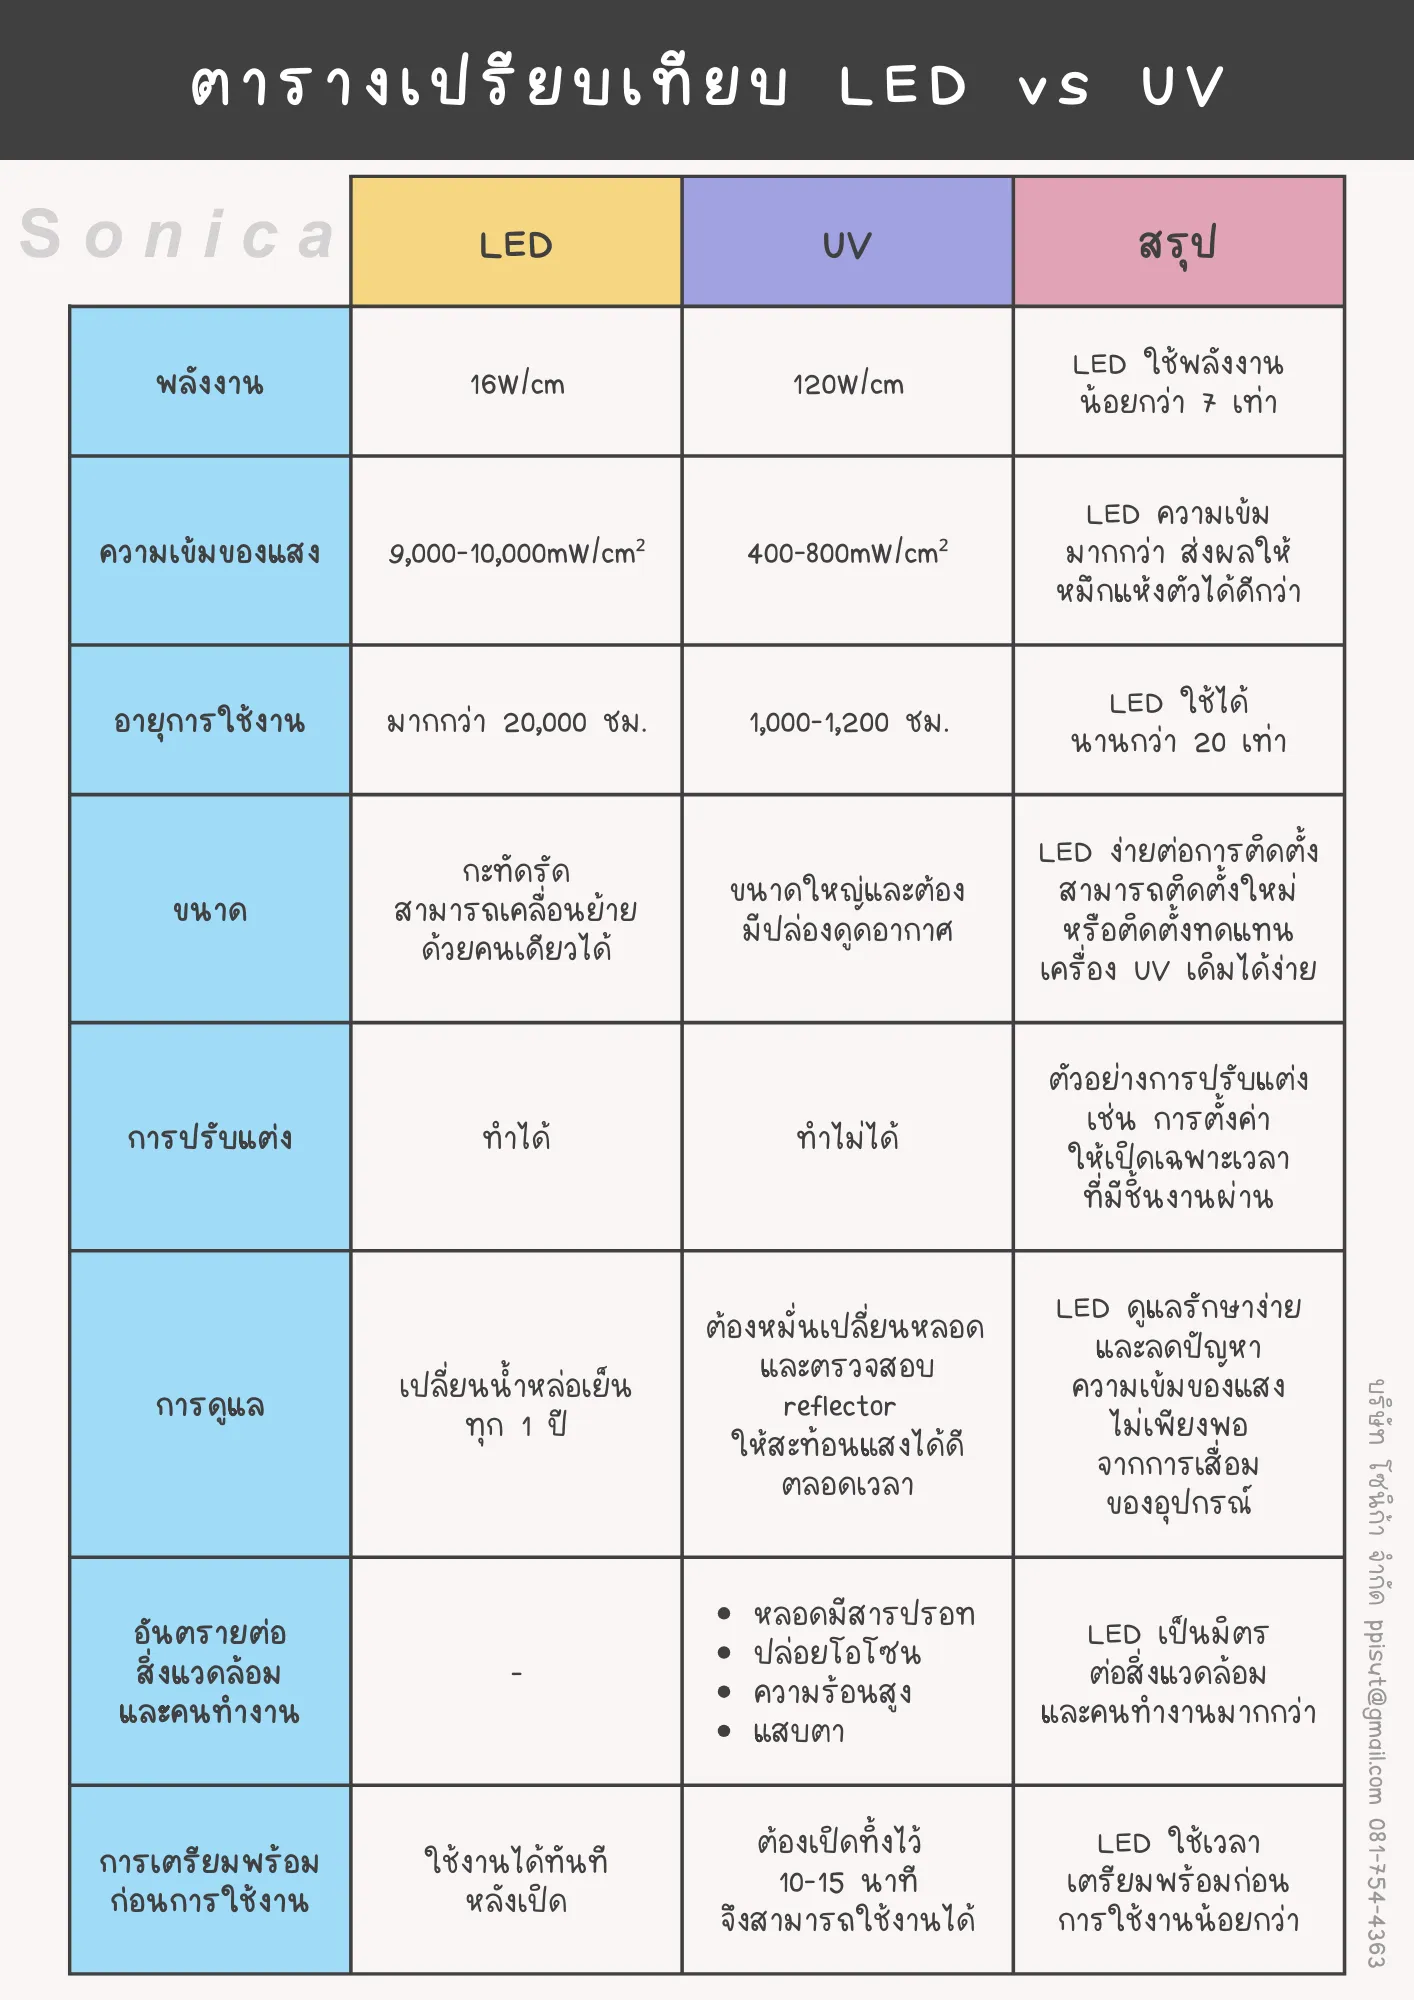 ตารางเปรียบเทียบ LED vs UV
Sonica
LED
UV
สรุป
พลังงาน
16W/cm
120W/cm
LED ใช้พลังงาน
น้อยกว่า 7 เท่า
ความเข้มของแสง
9,000-10,000mW/cm²
400-800mW/cm²
LED ความเข้ม
มากกว่า ส่งผลให้
หมึกแห้งตัวได้ดีกว่า
อายุการใช้งาน
มากกว่า 20,000 ชม.
1,000-1,200 ชม.
LED ใช้ได้
นานกว่า 20 เท่า
ขนาด
กะทัดรัด
สามารถเคลื่อนย้าย
ด้วยคนเดียวได้
ขนาดใหญ่และต้อง
มีปล่องดูดอากาศ
LED ง่ายต่อการติดตั้ง
สามารถติดตั้งใหม่
หรือติดตั้งทดแทน
เครื่อง UV เดิมได้ง่าย
การปรับแต่ง
ทำได้
ทำไม่ได้
ตัวอย่างการปรับแต่ง
เช่น การตั้งค่า
ให้เปิดเฉพาะเวลา
ที่มีชิ้นงานผ่าน
การดูแล
เปลี่ยนน้ำหล่อเย็น
ทุก 1 ปี
ต้องหมั่นเปลี่ยนหลอด
และตรวจสอบ
reflector
ให้สะท้อนแสงได้ดี
ตลอดเวลา
LED ดูแลรักษาง่าย
และลดปัญหา
ความเข้มของแสง
ไม่เพียงพอ
จากการเสื่อม
ของอุปกรณ์
อันตรายต่อ
สิ่งแวดล้อม
และคนทำงาน
-
• หลอดมีสารปรอท
• ปล่อยโอโซน
• ความร้อนสูง
• แสบตา
LED เป็นมิตร
ต่อสิ่งแวดล้อม
และคนทำงานมากกว่า
การเตรียมพร้อม
ก่อนการใช้งาน
ใช้งานได้ทันที
หลังเปิด
ต้องเปิดทิ้งไว้
10-15 นาที
จึงสามารถใช้งานได้
LED ใช้เวลา
เตรียมพร้อมก่อน
การใช้งานน้อยกว่า
บริษัท โซนิก้า จำกัด ppisut@gmail.com 081-754-4363